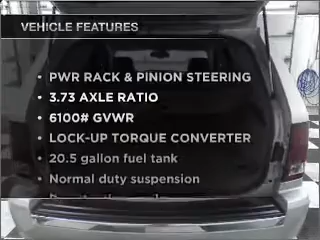 VEHICLE FEATURES
• PWR RACK & PINION STEERING
• 3.73 AXLE RATIO
• 6100# GVWR
• LOCK-UP TORQUE CONVERTER
• 20.5 gallon fuel tank
• Normal duty suspension